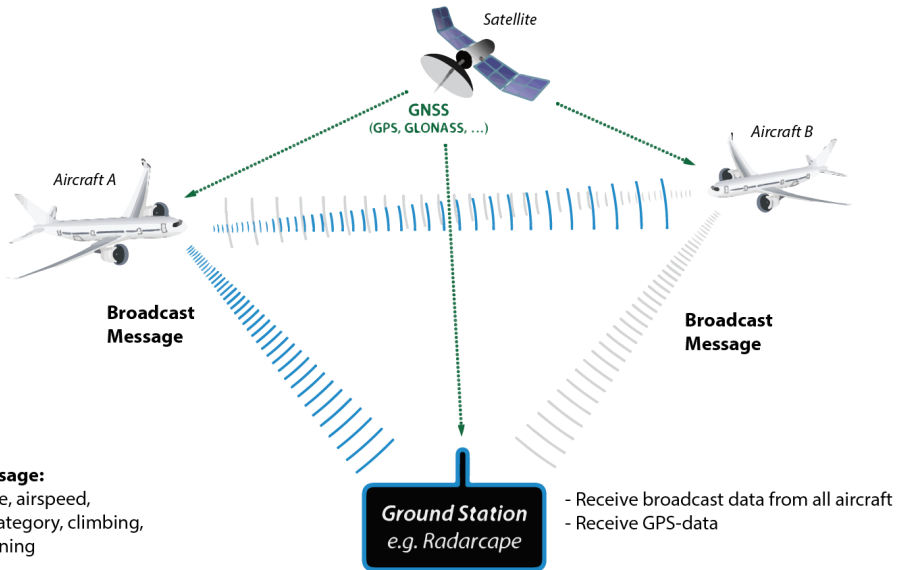 Satellite
GNSS
(GPS, GLONASS, ...)
Aircraft A
Aircraft B
Broadcast
Message
Broadcast
Message
sage:
e, airspeed,
ategory, climbing,
ning
Ground Station
e.g. Radarcape
- Receive broadcast data from all aircraft
- Receive GPS-data